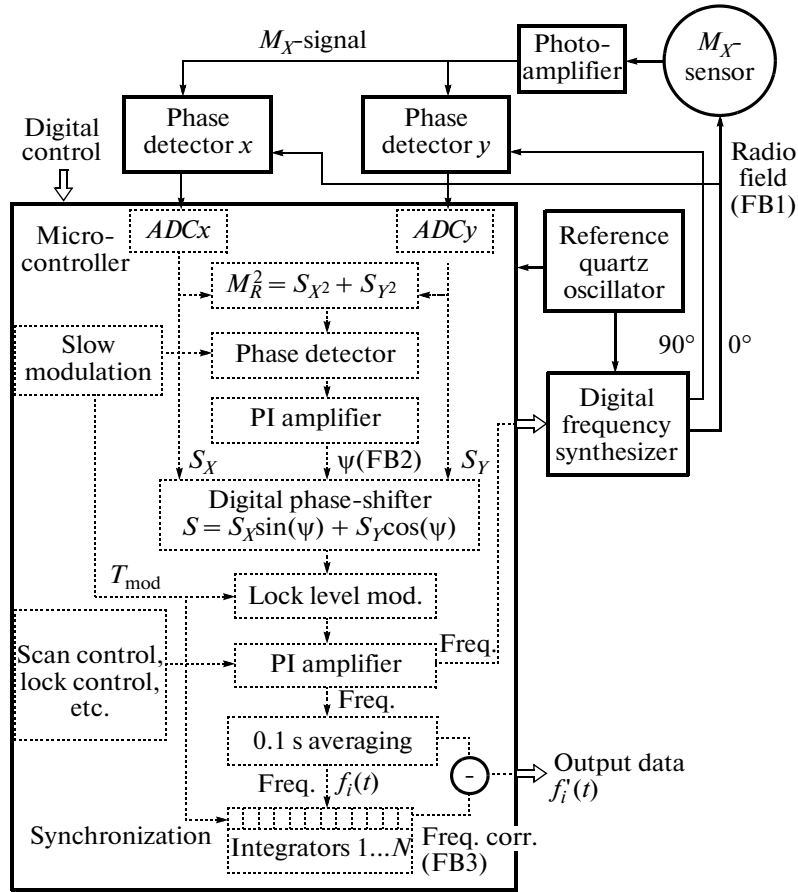 M_X-signal
Photo-
amplifier
M_X-
sensor
Phase
detector x
Phase
detector y
Digital
control
Radio
field
(FB1)
ADCx
ADCy
Micro-
controller
Reference
quartz
oscillator
M_R^2 = S_X^2 + S_Y^2
Slow
modulation
Phase detector
90°
0°
PI amplifier
Digital
frequency
synthesizer
S_X
ψ(FB2)
S_Y
Digital phase-shifter
S = S_X sin(ψ) + S_Y cos(ψ)
T_mod
Lock level mod.
Scan control,
lock control,
etc.
PI amplifier
Freq.
Freq.
0.1 s averaging
-
Output data
f_i'(t)
Freq.
f_i(t)
Synchronization
Integrators 1...N
Freq. corr.
(FB3)